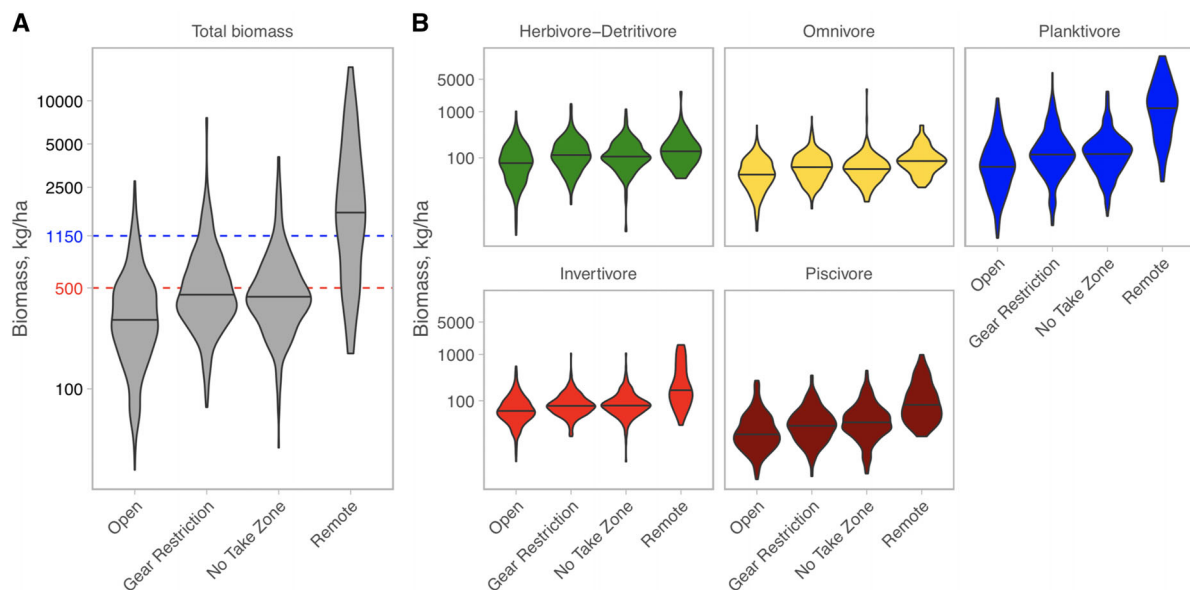 A
Total biomass
Biomass, kg/ha
10000
5000
2500
1150
500
100
Open
Gear Restriction
No Take Zone
Remote
B
Herbivore–Detritivore
Omnivore
Planktivore
Biomass, kg/ha
5000
1000
100
Open
Gear Restriction
No Take Zone
Remote
Invertivore
Piscivore
5000
1000
100
Open
Gear Restriction
No Take Zone
Remote
Open
Gear Restriction
No Take Zone
Remote